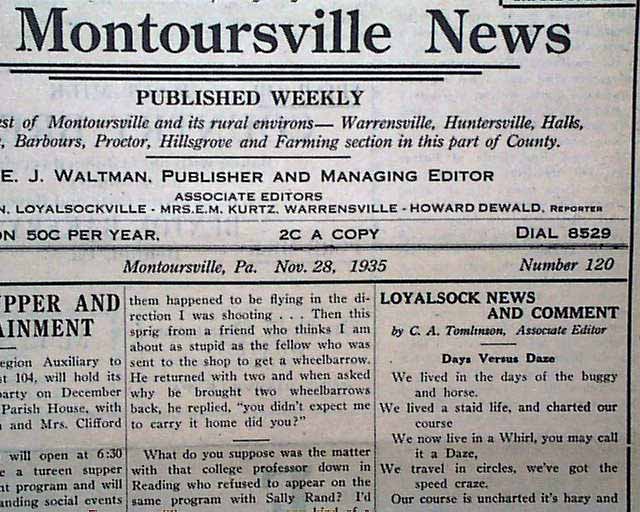 Montoursville News
PUBLISHED WEEKLY
of Montoursville and its rural environs— Warrensville, Huntersville, Halls,
Barbours, Proctor, Hillsgrove and Farming section in this part of County.
E. J. WALTMAN, PUBLISHER AND MANAGING EDITOR
ASSOCIATE EDITORS
LOYALSOCKVILLE - MRS.E.M. KURTZ, WARRENSVILLE - HOWARD DEWALD, REPORTER
50C PER YEAR, 2C A COPY DIAL 8529
Montoursville, Pa. Nov. 28, 1935 Number 120
UPPER AND
AINMENT
egion Auxiliary to
104, will hold its
party on December
Parish House, with
and Mrs. Clifford
will open at 6:30
a tureen supper
program and will
anding social events
them happened to be flying in the di-
rection I was shooting . . . Then this
sprig from a friend who thinks I am
about as stupid as the fellow who was
sent to the shop to get a wheelbarrow.
He returned with two and when asked
why be brought two wheelbarrows
back, he replied, "you didn't expect me
to carry it home did you?"
What do you suppose was the matter
with that college professor down in
Reading who refused to appear on the
same program with Sally Rand? I'd
LOYALSOCK NEWS
AND COMMENT
by C. A. Tomlinson, Associate Editor
Days Versus Daze
We lived in the days of the buggy
and horse.
We lived a staid life, and charted our
course
We now live in a Whirl, you may call
it a Daze,
We travel in circles, we've got the
speed craze.
Our course is uncharted it's hazy and